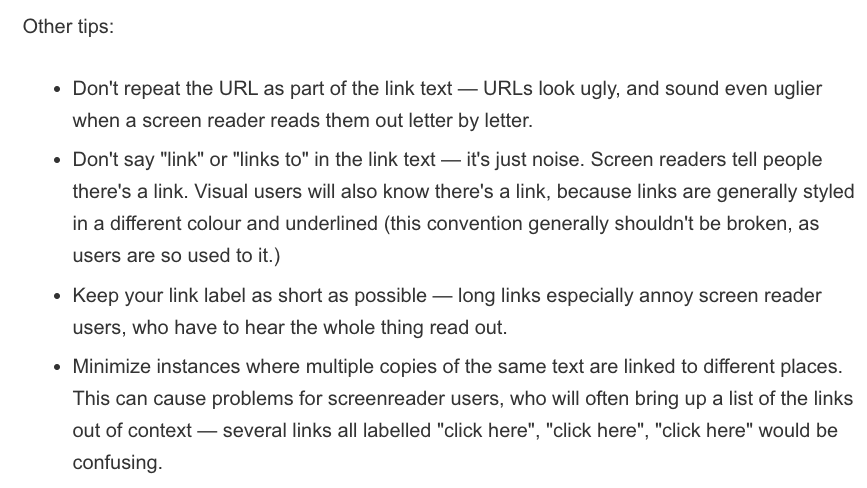 Other tips:
• Don't repeat the URL as part of the link text — URLs look ugly, and sound even uglier
when a screen reader reads them out letter by letter.
• Don't say "link" or "links to" in the link text — it's just noise. Screen readers tell people
there's a link. Visual users will also know there's a link, because links are generally styled
in a different colour and underlined (this convention generally shouldn't be broken, as
users are so used to it.)
• Keep your link label as short as possible — long links especially annoy screen reader
users, who have to hear the whole thing read out.
• Minimize instances where multiple copies of the same text are linked to different places.
This can cause problems for screenreader users, who will often bring up a list of the links
out of context — several links all labelled "click here", "click here", "click here" would be
confusing.